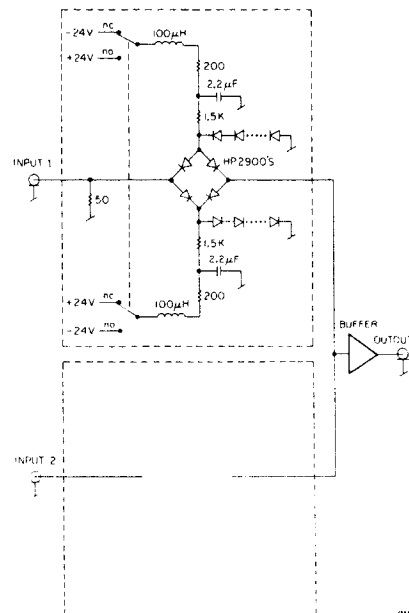 -24V nc
100μH
+24V no
200
2.2μF
1.5K
HP2900'S
INPUT 1
50
1.5K
2.2μF
+24V nc
200
100μH
-24V no
BUFFER
OUTPUT
INPUT 2